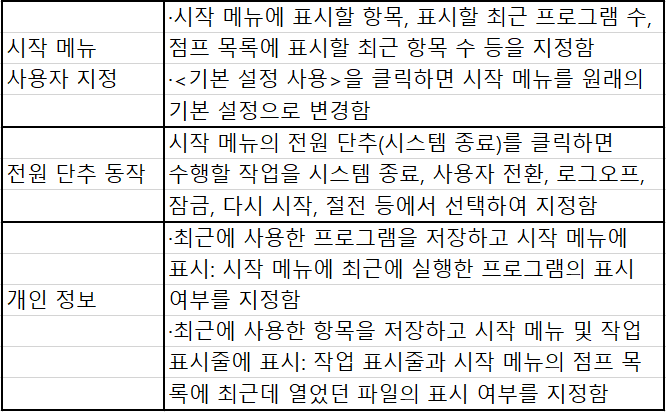 ·시작 메뉴에 표시할 항목, 표시할 최근 프로그램 수,
시작 메뉴 점프 목록에 표시할 최근 항목 수 등을 지정함
사용자 지정 ·<기본 설정 사용>을 클릭하면 시작 메뉴를 원래의
기본 설정으로 변경함
시작 메뉴의 전원 단추(시스템 종료)를 클릭하면
전원 단추 동작 수행할 작업을 시스템 종료, 사용자 전환, 로그오프,
잠금, 다시 시작, 절전 등에서 선택하여 지정함
·최근에 사용한 프로그램을 저장하고 시작 메뉴에
표시: 시작 메뉴에 최근에 실행한 프로그램의 표시
개인 정보 여부를 지정함
·최근에 사용한 항목을 저장하고 시작 메뉴 및 작업
표시줄에 표시: 작업 표시줄과 시작 메뉴의 점프 목
록에 최근데 열었던 파일의 표시 여부를 지정함